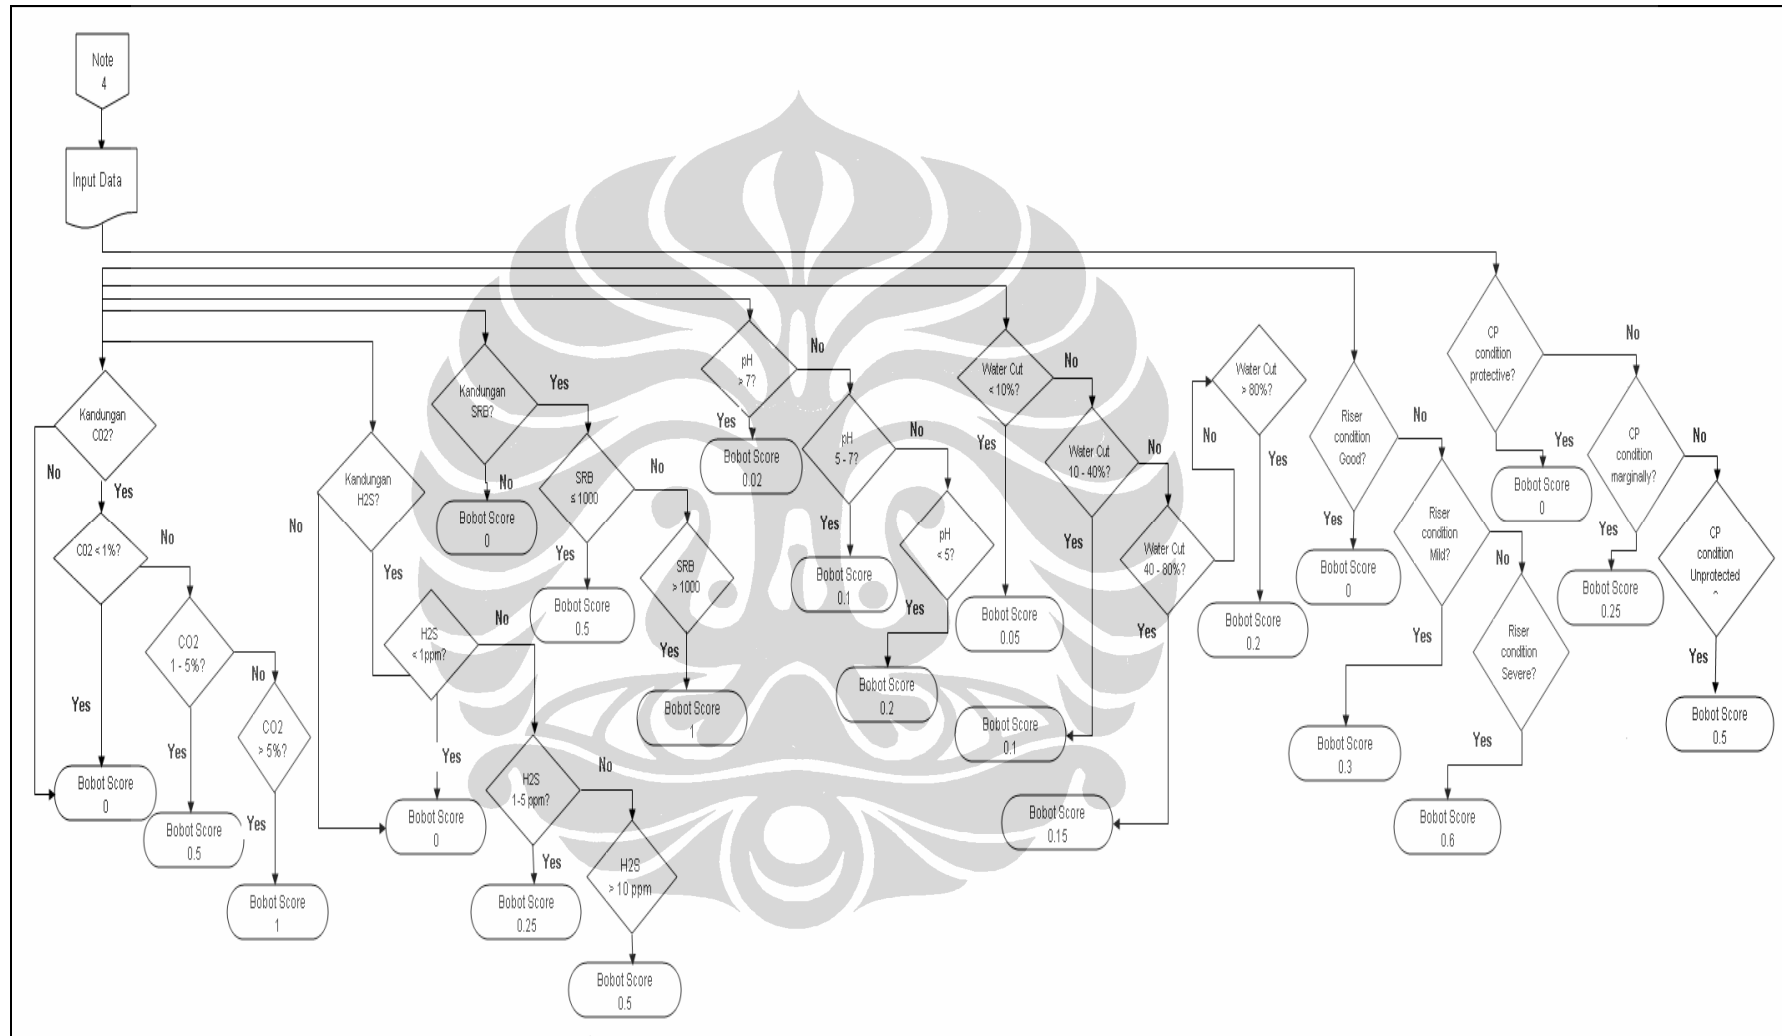 Note
4
Input Data
Kandungan
C02?
No
Yes
C02 < 1%?
No
Yes
Bobot Score
0
CO2
1 - 5%?
No
Yes
Bobot Score
0.5
CO2
> 5%?
Yes
Bobot Score
1
Kandungan
H2S?
No
Yes
H2S
< 1ppm?
No
Yes
Bobot Score
0
H2S
1-5 ppm?
No
Yes
Bobot Score
0.25
H2S
> 10 ppm
Bobot Score
0.5
Kandungan
SRB?
Yes
No
Bobot Score
0
SRB
≤ 1000
No
Yes
Bobot Score
0.5
SRB
> 1000
Yes
Bobot Score
1
pH
> 7?
No
Yes
Bobot Score
0.02
pH
5 - 7?
No
Yes
Bobot Score
0.1
pH
< 5?
Yes
Bobot Score
0.2
Water Cut
< 10%?
No
Yes
Bobot Score
0.05
Water Cut
10 - 40%?
No
Yes
Bobot Score
0.1
Water Cut
40 - 80%?
No
Yes
Bobot Score
0.15
Water Cut
> 80%?
Yes
Bobot Score
0.2
Riser
condition
Good?
No
Yes
Bobot Score
0
Riser
condition
Mild?
No
Yes
Bobot Score
0.3
Riser
condition
Severe?
Yes
Bobot Score
0.6
CP
condition
protective?
No
Yes
Bobot Score
0
CP
condition
marginally?
No
Yes
Bobot Score
0.25
CP
condition
Unprotected
^
Yes
Bobot Score
0.5